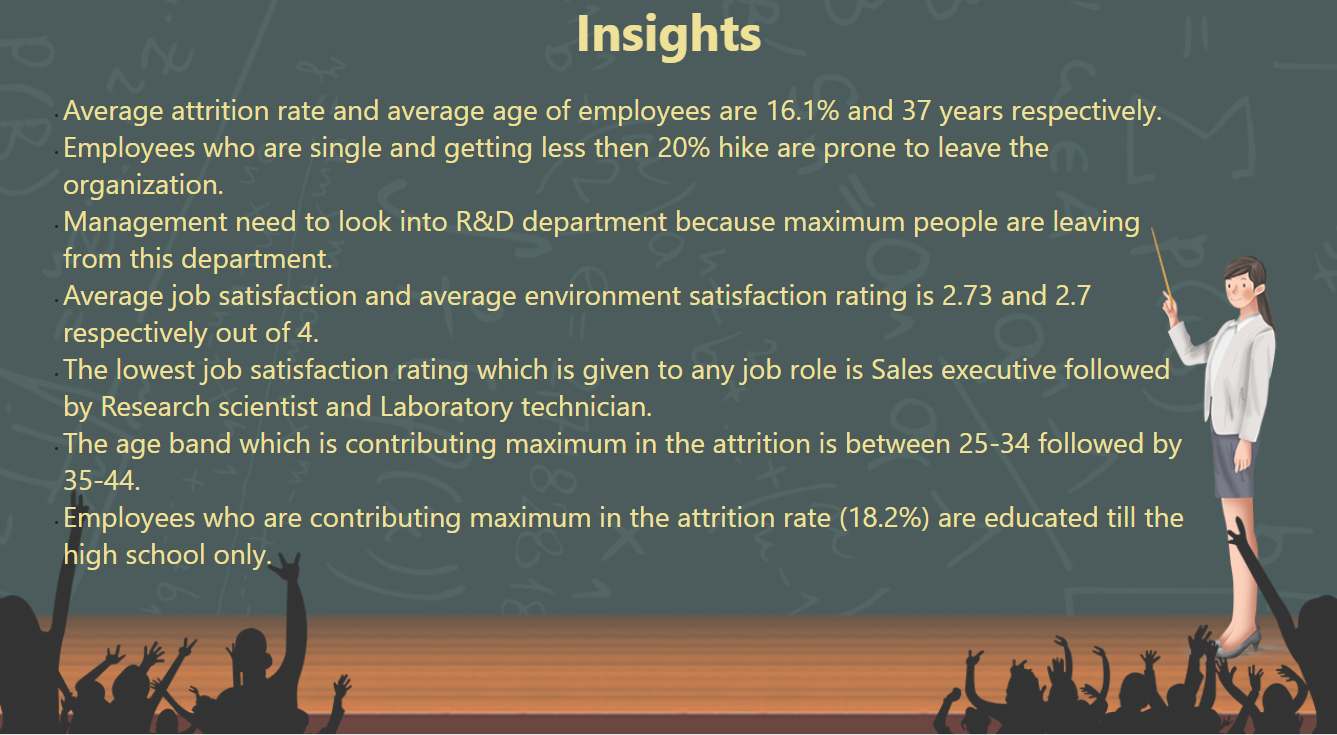 Insights
Average attrition rate and average age of employees are 16.1% and 37 years respectively.
Employees who are single and getting less then 20% hike are prone to leave the
organization.
Management need to look into R&D department because maximum people are leaving
from this department.
Average job satisfaction and average environment satisfaction rating is 2.73 and 2.7
respectively out of 4.
The lowest job satisfaction rating which is given to any job role is Sales executive followed
by Research scientist and Laboratory technician.
The age band which is contributing maximum in the attrition is between 25-34 followed by
35-44.
Employees who are contributing maximum in the attrition rate (18.2%) are educated till the
high school only.